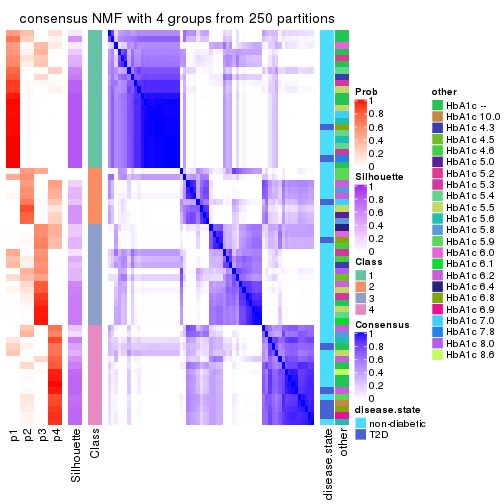 consensus NMF with 4 groups from 250 partitions
p1
p2
p3
p4
Silhouette
Class
disease.state
other
Prob
1
0.8
0.6
0.4
0.2
0
Silhouette
1
0.8
0.6
0.4
0.2
0
Class
1
2
3
4
Consensus
1
0.8
0.6
0.4
0.2
0
disease.state
non-diabetic
T2D
other
HbA1c --
HbA1c 10.0
HbA1c 4.3
HbA1c 4.5
HbA1c 4.6
HbA1c 5.0
HbA1c 5.2
HbA1c 5.3
HbA1c 5.4
HbA1c 5.5
HbA1c 5.6
HbA1c 5.8
HbA1c 5.9
HbA1c 6.0
HbA1c 6.1
HbA1c 6.2
HbA1c 6.4
HbA1c 6.8
HbA1c 6.9
HbA1c 7.0
HbA1c 7.8
HbA1c 8.0
HbA1c 8.6